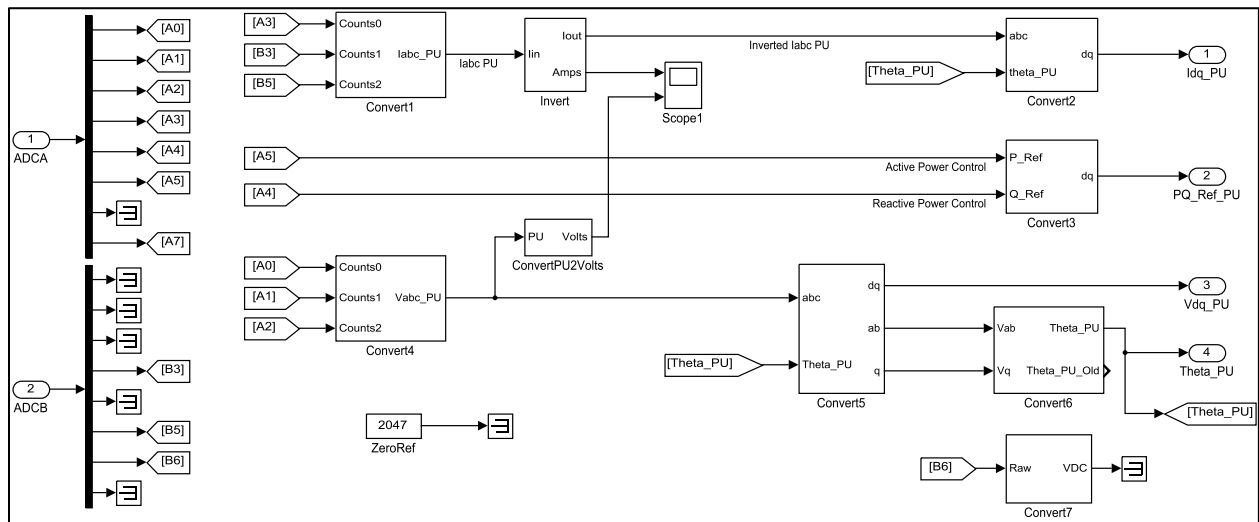 1
ADCA
[A0]
[A1]
[A2]
[A3]
[A4]
[A5]
[A7]
2
ADCB
[B3]
[B5]
[B6]
[A3]
[B3]
[B5]
Counts0
Counts1
Counts2
Iabc_PU
Convert1
Iabc PU
Iin
Iout
Amps
Invert
Inverted Iabc PU
Scope1
[Theta_PU]
abc
theta_PU
dq
Convert2
1
Idq_PU
[A5]
[A4]
Active Power Control
Reactive Power Control
P_Ref
Q_Ref
dq
Convert3
2
PQ_Ref_PU
PU
Volts
ConvertPU2Volts
[A0]
[A1]
[A2]
Counts0
Counts1
Counts2
Vabc_PU
Convert4
[Theta_PU]
abc
Theta_PU
dq
ab
q
Convert5
3
Vdq_PU
Vab
Vq
Theta_PU
Theta_PU_Old
Convert6
4
Theta_PU
[Theta_PU]
2047
ZeroRef
[B6]
Raw
VDC
Convert7